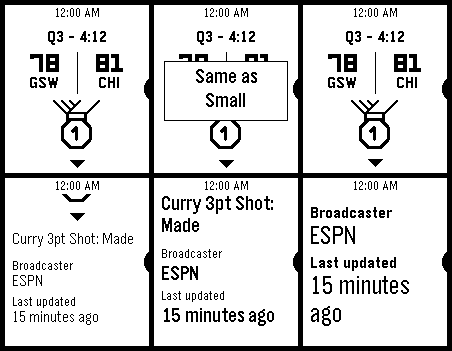 12:00 AM
Q3 - 4:12
78 81
GSW CHI
1
12:00 AM
Q3 - 4:12
Same as
Small
1
12:00 AM
Q3 - 4:12
78 81
GSW CHI
1
12:00 AM
Curry 3pt Shot: Made
Broadcaster
ESPN
Last updated
15 minutes
ago
12:00 AM
Curry 3pt Shot:
Made
Broadcaster
ESPN
Last updated
15 minutes ago
12:00 AM
Broadcaster
ESPN
Last updated
15 minutes
ago